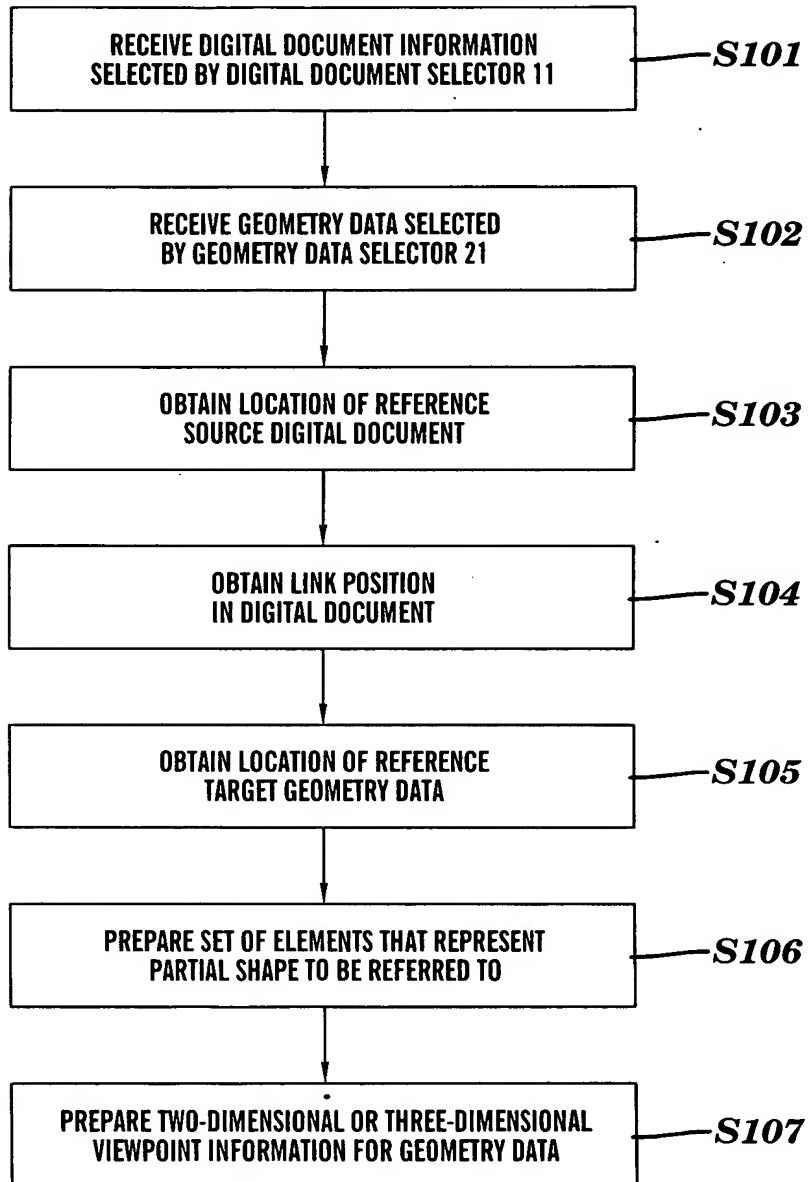 RECEIVE DIGITAL DOCUMENT INFORMATION
SELECTED BY DIGITAL DOCUMENT SELECTOR 11
S101
RECEIVE GEOMETRY DATA SELECTED
BY GEOMETRY DATA SELECTOR 21
S102
OBTAIN LOCATION OF REFERENCE
SOURCE DIGITAL DOCUMENT
S103
OBTAIN LINK POSITION
IN DIGITAL DOCUMENT
S104
OBTAIN LOCATION OF REFERENCE
TARGET GEOMETRY DATA
S105
PREPARE SET OF ELEMENTS THAT REPRESENT
PARTIAL SHAPE TO BE REFERRED TO
S106
PREPARE TWO-DIMENSIONAL OR THREE-DIMENSIONAL
VIEWPOINT INFORMATION FOR GEOMETRY DATA
S107